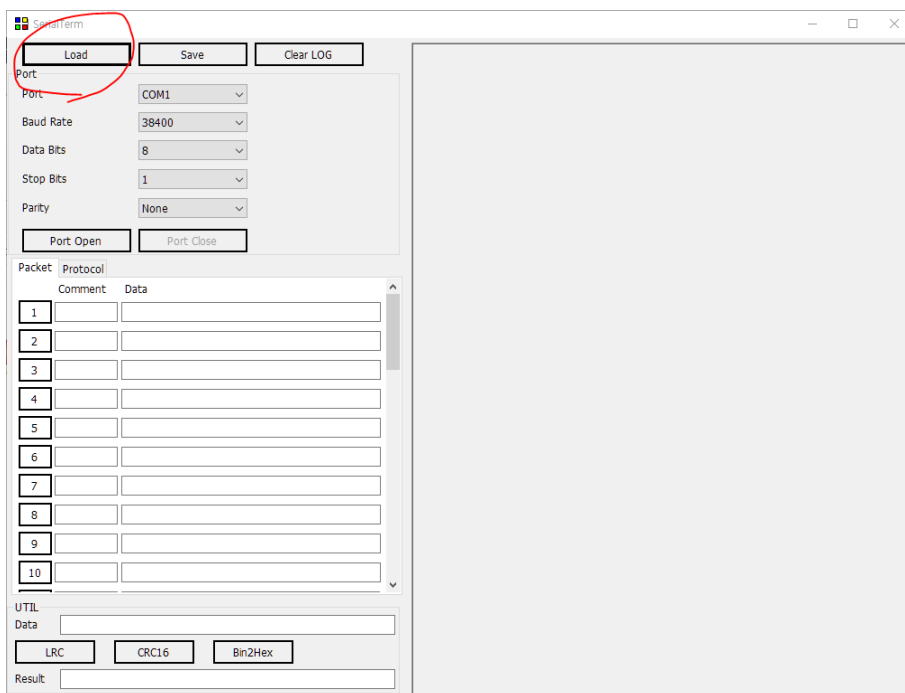 SerialTerm
Load Save Clear LOG
Port
Port COM1
Baud Rate 38400
Data Bits 8
Stop Bits 1
Parity None
Port Open Port Close
Packet Protocol
Comment Data
1
2
3
4
5
6
7
8
9
10
UTIL
Data
LRC CRC16 Bin2Hex
Result